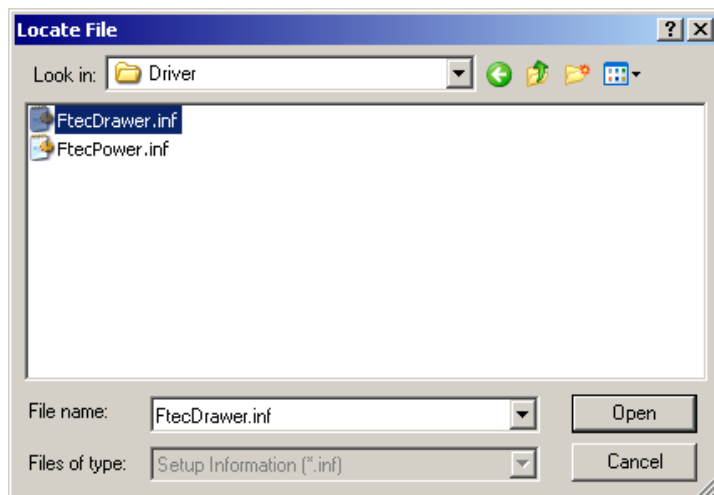 Locate File
Look in: Driver
FtecDrawer.inf
FtecPower.inf
File name: FtecDrawer.inf Open
Files of type: Setup Information (*.inf) Cancel